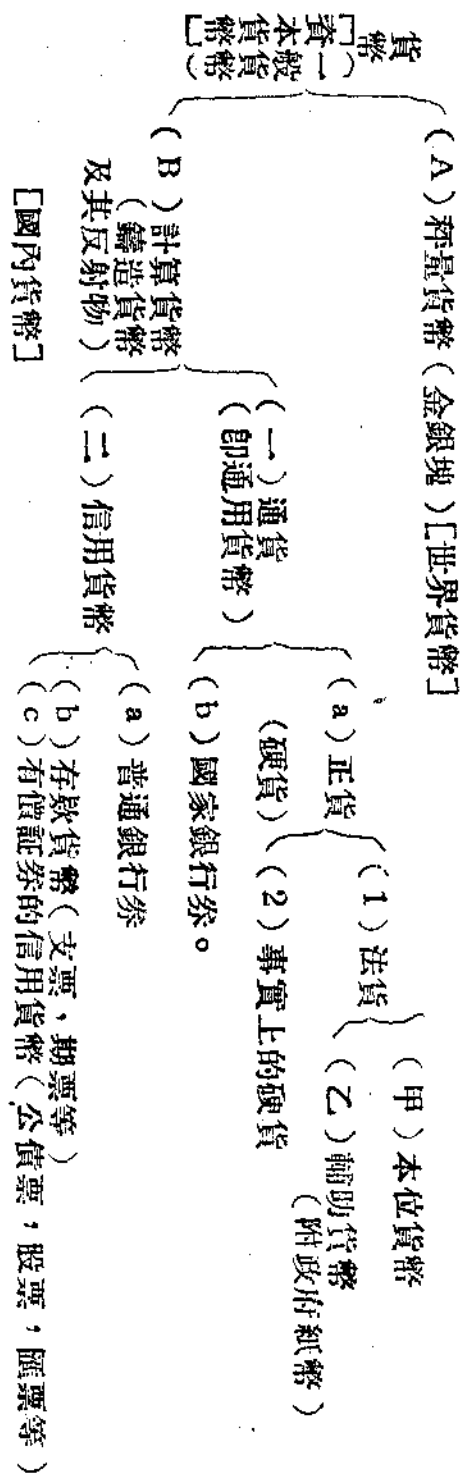 貨幣
(一般貨幣)
[資本貨幣]
(A)秤量貨幣(金銀塊)[世界貨幣]
(B)計算貨幣
(鑄造貨幣
及其反射物)
[國內貨幣]
(一)通貨
(即通用貨幣)
(a)正貨
(硬貨)
(1)法貨
(甲)本位貨幣
(乙)輔防貨幣
(附政府紙幣)
(2)事實上的硬貨
(b)國家銀行券。
(二)信用貨幣
(a)普通銀行券
(b)存款貨幣(支票,期票等)
(c)有價証券的信用貨幣(公債票,股票,匯票等)